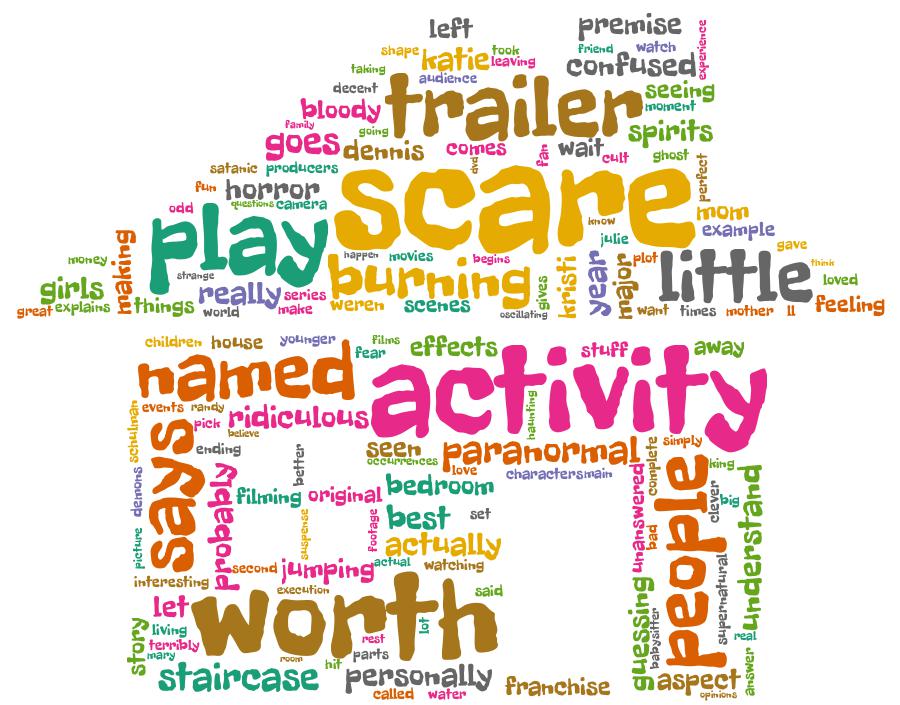 left
premise
shape
katie
took
leaving
friend
watch
experience
confused
taking
audience
decent
trailer
seeing
moment
bloody
family
going
spirits
goes
dennis
comes
dvd
fan
wait
cult
ghost
satanic
producers
perfect
fun
horror
scare
odd
questions
camera
know
mom
play
example
julie
making
happen
movies
begins
plot
gave
money
strange
burning
kristi
year
major
little
think
girls
really
series
gives
loved
great
explains
things
world
make
weren
scenes
oscillating
want
times
mother
ll
feeling
children
house
younger
films
fear
effects
stuff
away
named
activity
schulman
events
randy
pick
ridiculous
believe
haunting
says
ending
better
seen
occurrences
paranormal
complete
simply
love
charactersmain
demons
probably
filming
original
bedroom
unanswered
aldoad
king
clever
big
understand
suspense
footage
best
set
bad
picture
actually
interesting
second
jumping
actual
watching
execution
supernatural
let
worth
said
guessing
babysitter
living
story
terribly
mary
lot
real
rest
room
hit
parts
answer
staircase
personally
called
water
franchise
aspect
opinions